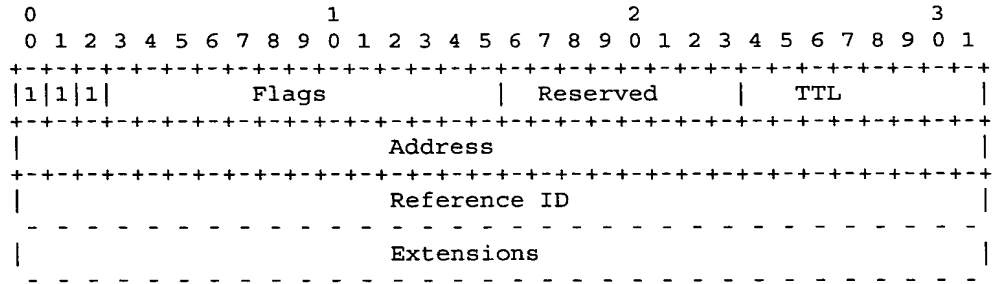 0 1 2 3
0 1 2 3 4 5 6 7 8 9 0 1 2 3 4 5 6 7 8 9 0 1 2 3 4 5 6 7 8 9 0 1
+-+-+-+-+-+-+-+-+-+-+-+-+-+-+-+-+-+-+-+-+-+-+-+-+-+-+-+-+-+-+-+-+
|1|1|1| Flags | Reserved | TTL |
+-+-+-+-+-+-+-+-+-+-+-+-+-+-+-+-+-+-+-+-+-+-+-+-+-+-+-+-+-+-+-+-+
| Address |
+-+-+-+-+-+-+-+-+-+-+-+-+-+-+-+-+-+-+-+-+-+-+-+-+-+-+-+-+-+-+-+-+
| Reference ID |
- - - - - - - - - - - - - - - - - - - - - - - - - - - - - - - -
| Extensions |
- - - - - - - - - - - - - - - - - - - - - - - - - - - - - - - -